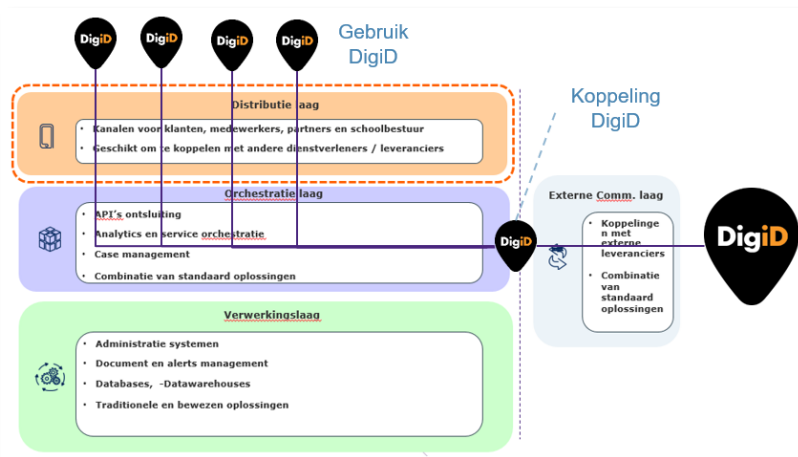 DigiD
DigiD
DigiD
DigiD
Gebruik
DigiD
Koppeling
DigiD
Distributie laag
• Kanalen voor klanten, medewerkers, partners en schoolbestuur
• Geschikt om te koppelen met andere dienstverleners / leveranciers
Orchestratie laag
• API's ontsluiting
• Analytics en service orchestratie
• Case management
• Combinatie van standaard oplossingen
DigiD
Externe Comm. laag
• Koppelinge
n met
externe
leveranciers
• Combinatie
van
standaard
oplossingen
DigiD
Verwerkingslaag
• Administratie systemen
• Document en alerts management
• Databases, -Datawarehouses
• Traditionele en bewezen oplossingen